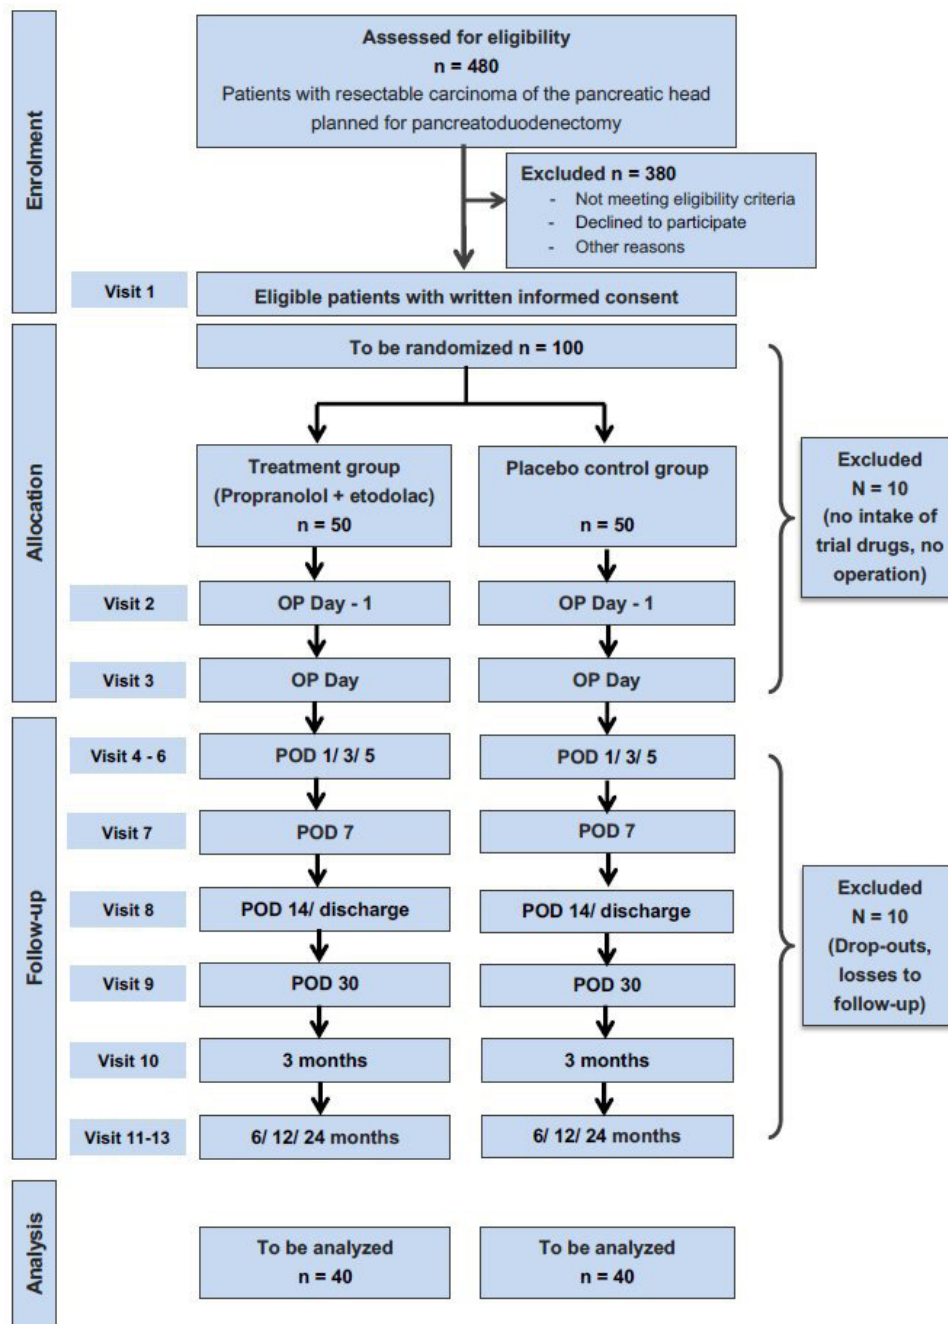 Enrolment
Assessed for eligibility
n = 480
Patients with resectable carcinoma of the pancreatic head
planned for pancreatoduodenectomy
Excluded n = 380
- Not meeting eligibility criteria
- Declined to participate
- Other reasons
Visit 1
Eligible patients with written informed consent
Allocation
To be randomized n = 100
Treatment group
(Propranolol + etodolac)
n = 50
Placebo control group
n = 50
Excluded
N = 10
(no intake of
trial drugs, no
operation)
Visit 2
OP Day - 1
OP Day - 1
Visit 3
OP Day
OP Day
Follow-up
Visit 4 - 6
POD 1/ 3/ 5
POD 1/ 3/ 5
Visit 7
POD 7
POD 7
Visit 8
POD 14/ discharge
POD 14/ discharge
Excluded
N = 10
(Drop-outs,
losses to
follow-up)
Visit 9
POD 30
POD 30
Visit 10
3 months
3 months
Visit 11-13
6/ 12/ 24 months
6/ 12/ 24 months
Analysis
To be analyzed
n = 40
To be analyzed
n = 40